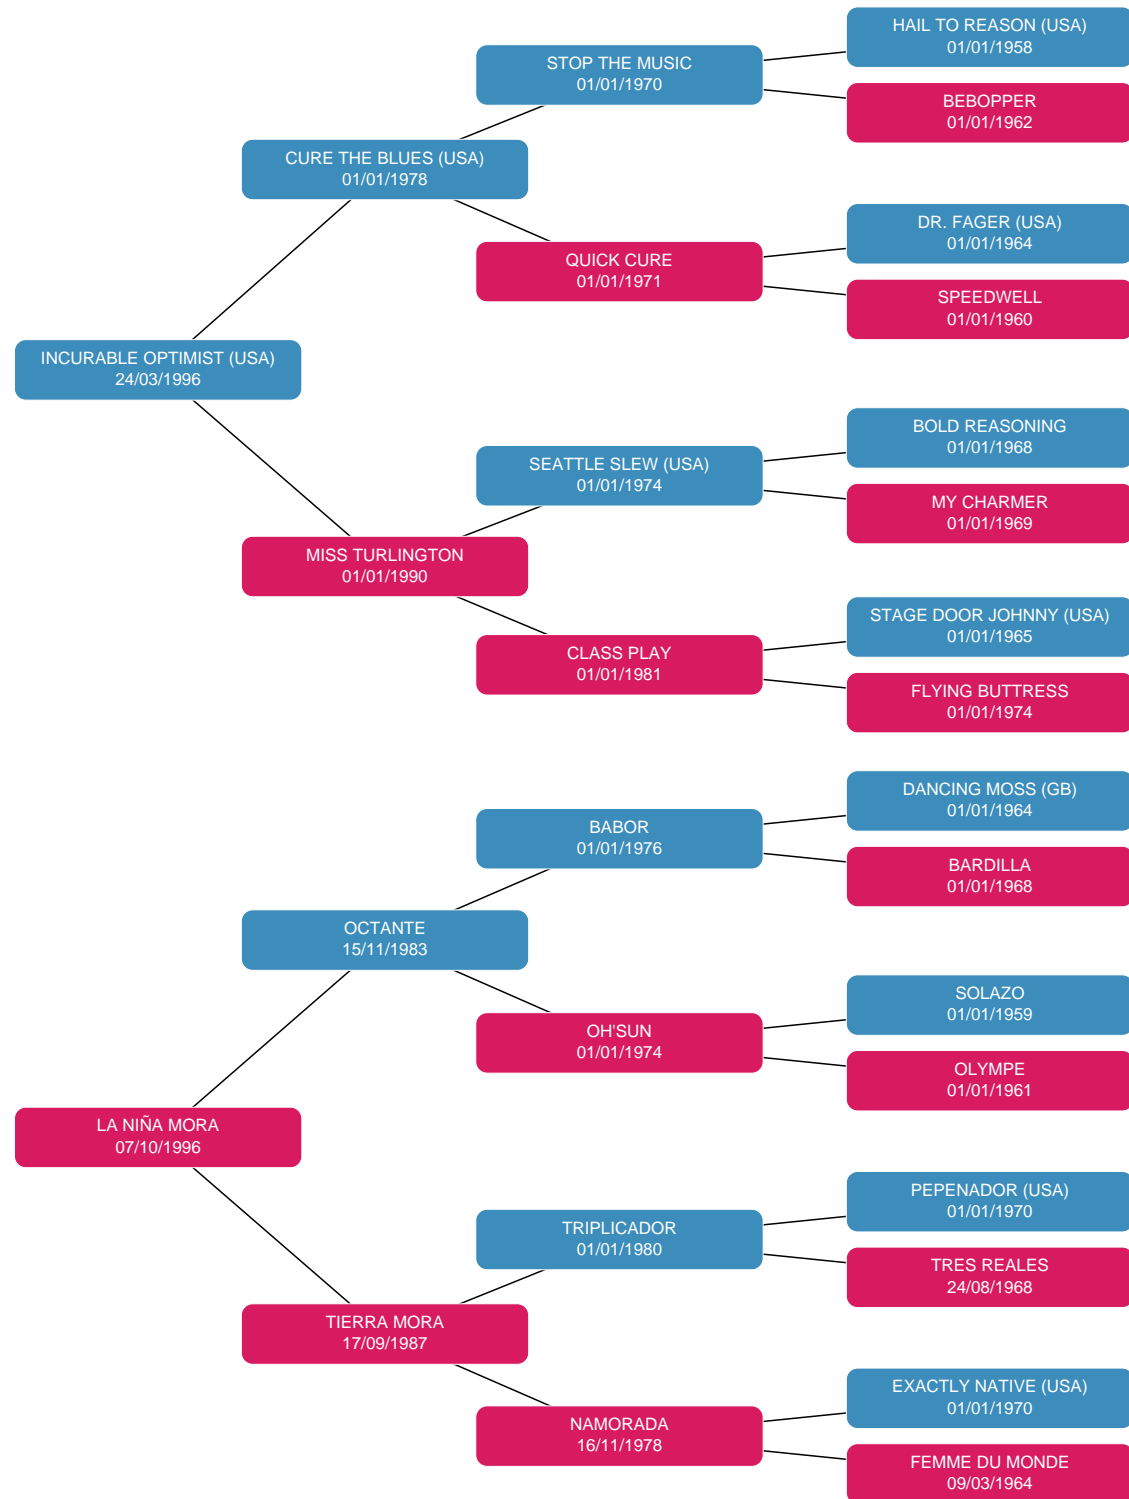 HAIL TO REASON (USA)
01/01/1958
STOP THE MUSIC
01/01/1970
BEBOPPER
01/01/1962
CURE THE BLUES (USA)
01/01/1978
DR. FAGER (USA)
01/01/1964
QUICK CURE
01/01/1971
SPEEDWELL
01/01/1960
INCURABLE OPTIMIST (USA)
24/03/1996
BOLD REASONING
01/01/1968
SEATTLE SLEW (USA)
01/01/1974
MY CHARMER
01/01/1969
MISS TURLINGTON
01/01/1990
STAGE DOOR JOHNNY (USA)
01/01/1965
CLASS PLAY
01/01/1981
FLYING BUTTRESS
01/01/1974
DANCING MOSS (GB)
01/01/1964
BABOR
01/01/1976
BARDILLA
01/01/1968
OCTANTE
15/11/1983
SOLAZO
01/01/1959
OH'SUN
01/01/1974
OLYMPE
01/01/1961
LA NIÑA MORA
07/10/1996
PEPENADOR (USA)
01/01/1970
TRIPLICADOR
01/01/1980
TRES REALES
24/08/1968
TIERRA MORA
17/09/1987
EXACTLY NATIVE (USA)
01/01/1970
NAMORADA
16/11/1978
FEMME DU MONDE
09/03/1964